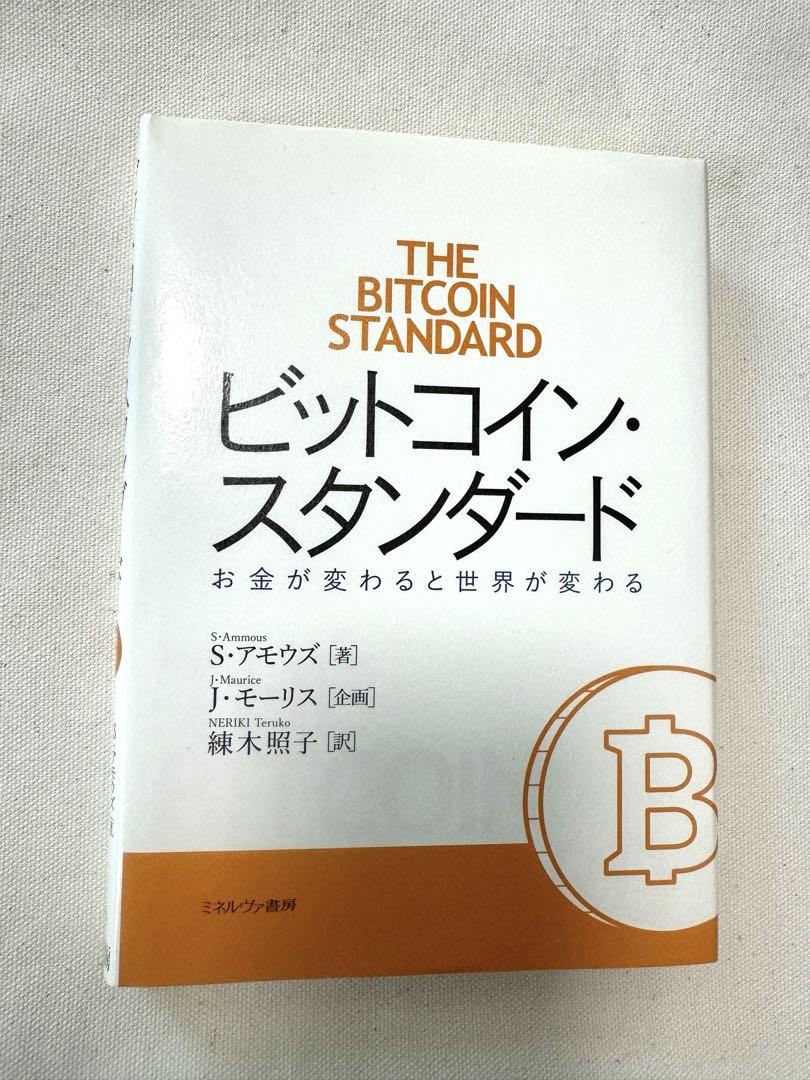 THE
BITCOIN
STANDARD
ビットコイン・
スタンダード
お金が変わると世界が変わる
S・Ammous
S・アモウズ［著］
J・Maurice
J・モーリス［企画］
NERIKI Teruko
練木照子［訳］
ミネルヴァ書房